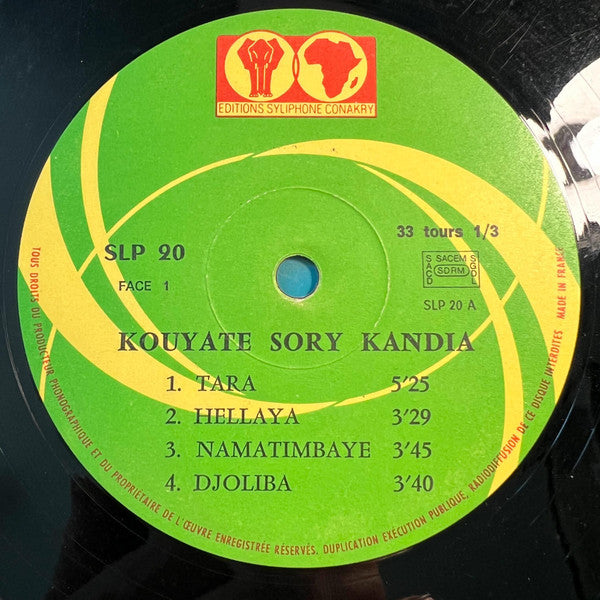 EDITIONS SYLIPHONE CONAKRY
SLP 20
33 tours 1/3
FACE 1
SACD
SACEM
SDRM
SGDL
SLP 20 A
KOUYATE SORY KANDIA
1. TARA 5'25
2. HELLAYA 3'29
3. NAMATIMBAYE 3'45
4. DJOLIBA 3'40
TOUS DROITS DU PRODUCTEUR PHONOGRAPHIQUE ET DU PROPRIÉTAIRE DE L'ŒUVRE ENREGISTRÉE RÉSERVÉS. DUPLICATION EXÉCUTION PUBLIQUE, RADIODIFFUSION DE CE DISQUE INTERDITES MADE IN FRANCE